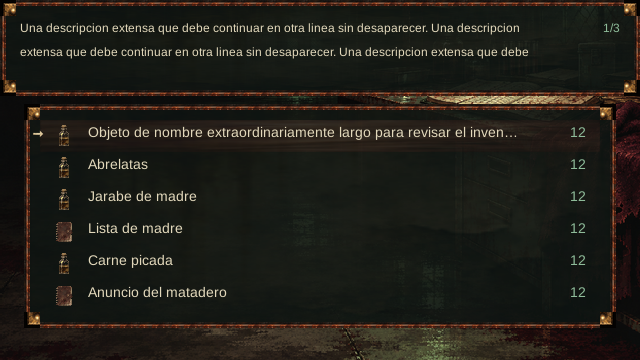 Una descripcion extensa que debe continuar en otra linea sin desaparecer. Una descripcion 1/3
extensa que debe continuar en otra linea sin desaparecer. Una descripcion extensa que debe
Objeto de nombre extraordinariamente largo para revisar el inven… 12
Abrelatas 12
Jarabe de madre 12
Lista de madre 12
Carne picada 12
Anuncio del matadero 12